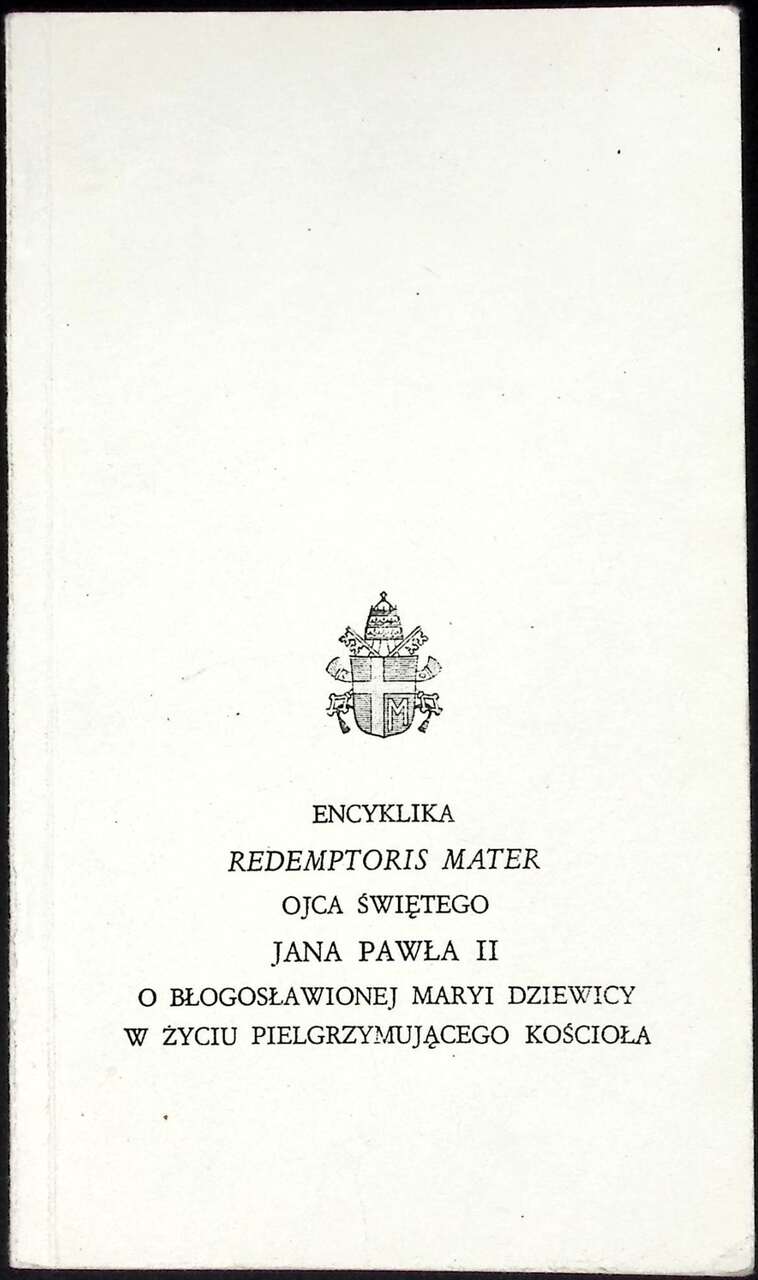 ENCYKLIKA
REDEMPTORIS MATER
OJCA ŚWIĘTEGO
JANA PAWŁA II
O BŁOGOSŁAWIONEJ MARYI DZIEWICY
W ŻYCIU PIELGRZYMUJĄCEGO KOŚCIOŁA